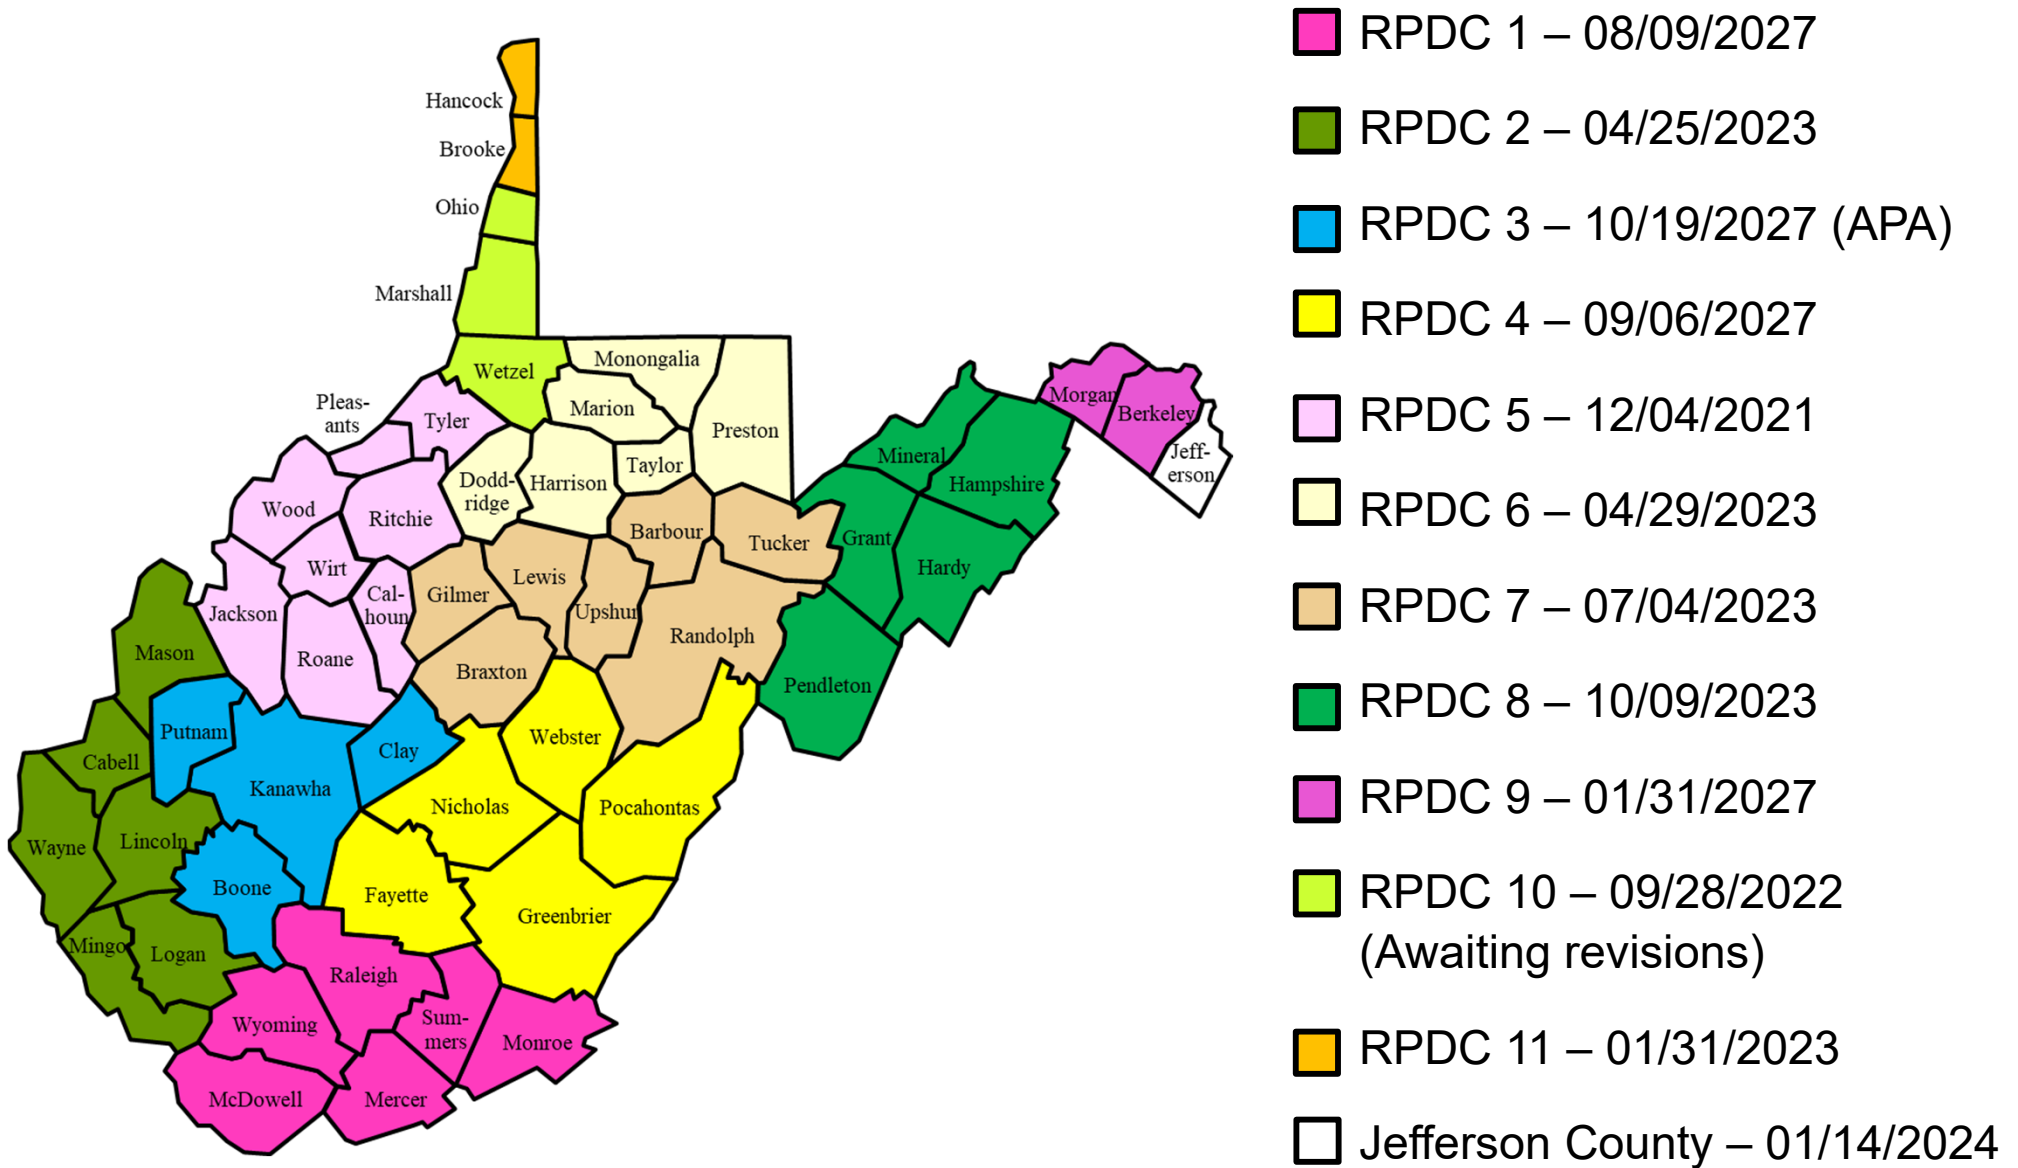 Hancock
Brooke
Ohio
Marshall
Wetzel
Monongalia
Marion
Preston
Pleas-
ants
Tyler
Dodd-
ridge
Harrison
Taylor
Wood
Ritchie
Wirt
Cal-
houn
Jackson
Roane
Gilmer
Lewis
Upshur
Barbour
Tucker
Randolph
Braxton
Mineral
Hampshire
Grant
Hardy
Pendleton
Morgan
Berkeley
Jeff-
erson
Mason
Putnam
Cabell
Kanawha
Clay
Wayne
Lincoln
Boone
Mingo
Logan
Webster
Nicholas
Pocahontas
Fayette
Greenbrier
Raleigh
Wyoming
Sum-
mers
Monroe
McDowell
Mercer
RPDC 1 – 08/09/2027
RPDC 2 – 04/25/2023
RPDC 3 – 10/19/2027 (APA)
RPDC 4 – 09/06/2027
RPDC 5 – 12/04/2021
RPDC 6 – 04/29/2023
RPDC 7 – 07/04/2023
RPDC 8 – 10/09/2023
RPDC 9 – 01/31/2027
RPDC 10 – 09/28/2022
(Awaiting revisions)
RPDC 11 – 01/31/2023
Jefferson County – 01/14/2024